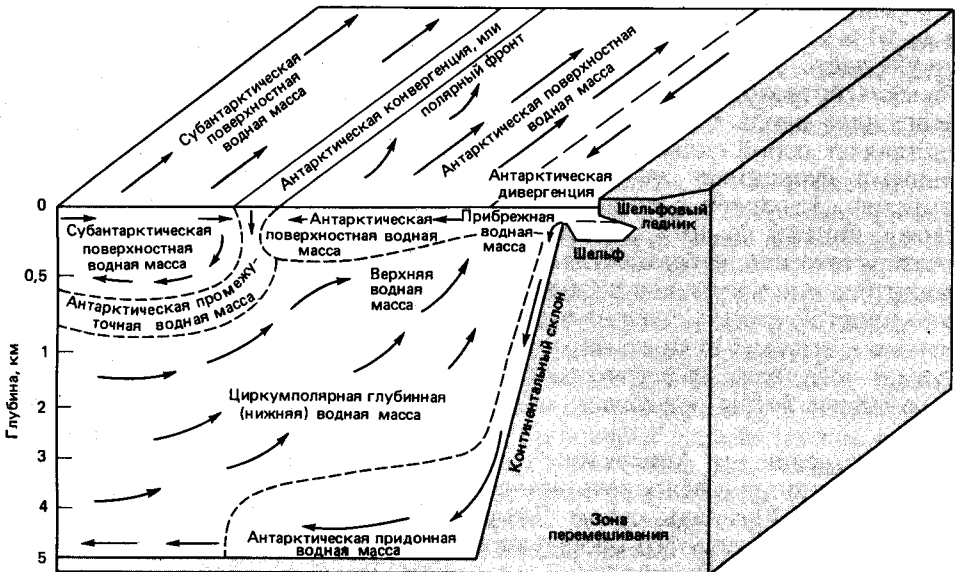 Субантарктическая
поверхностная
водная масса
Антарктическая конвергенция, или
полярный фронт
Антарктическая поверхностная
водная масса
Антарктическая
дивергенция
0
Субантарктическая
поверхностная
водная масса
Антарктическая
поверхностная водная
масса
Прибрежная
водная
масса
Шельфовый
ледник
Шельф
0,5
Антарктическая промежу-
точная водная масса
Верхняя
водная
масса
1
Циркумполярная глубинная
(нижняя) водная масса
2
3
4
5
Глубина, км
Континентальный склон
Антарктическая придонная
водная масса
Зона
перемешивания